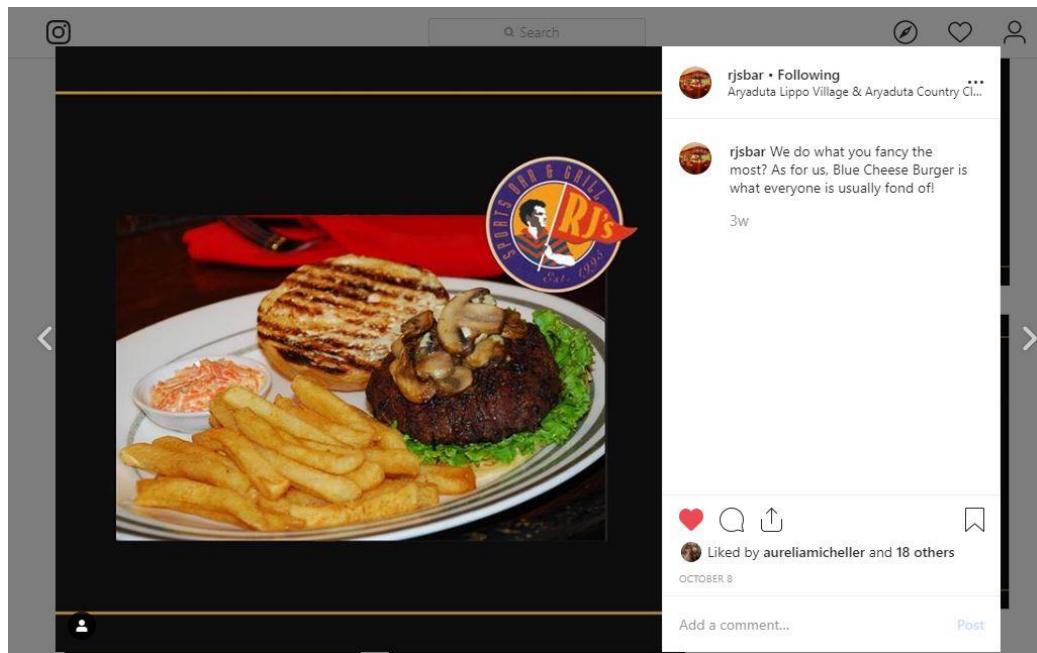 Search
SPORTS BAR & GRILL
RJ's
Est. 1995
rjsbar • Following
Aryaduta Lippo Village & Aryaduta Country Cl...
rjsbar We do what you fancy the
most? As for us, Blue Cheese Burger is
what everyone is usually fond of!
3w
Liked by aureliamicheller and 18 others
OCTOBER 8
Add a comment... Post